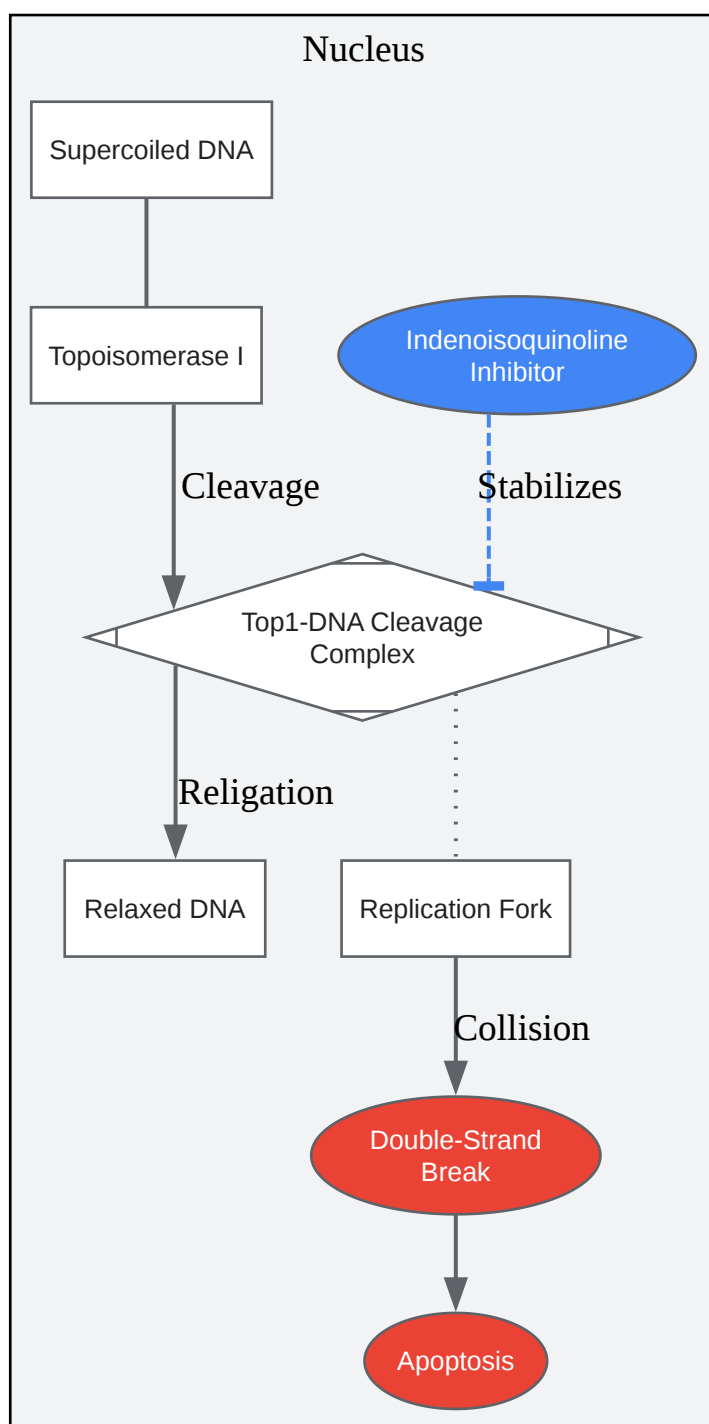 Nucleus
Supercoiled DNA
Topoisomerase I
Indenoisoquinoline
Inhibitor
Cleavage
Stabilizes
Top1-DNA Cleavage
Complex
Religation
Relaxed DNA
Replication Fork
Collision
Double-Strand
Break
Apoptosis